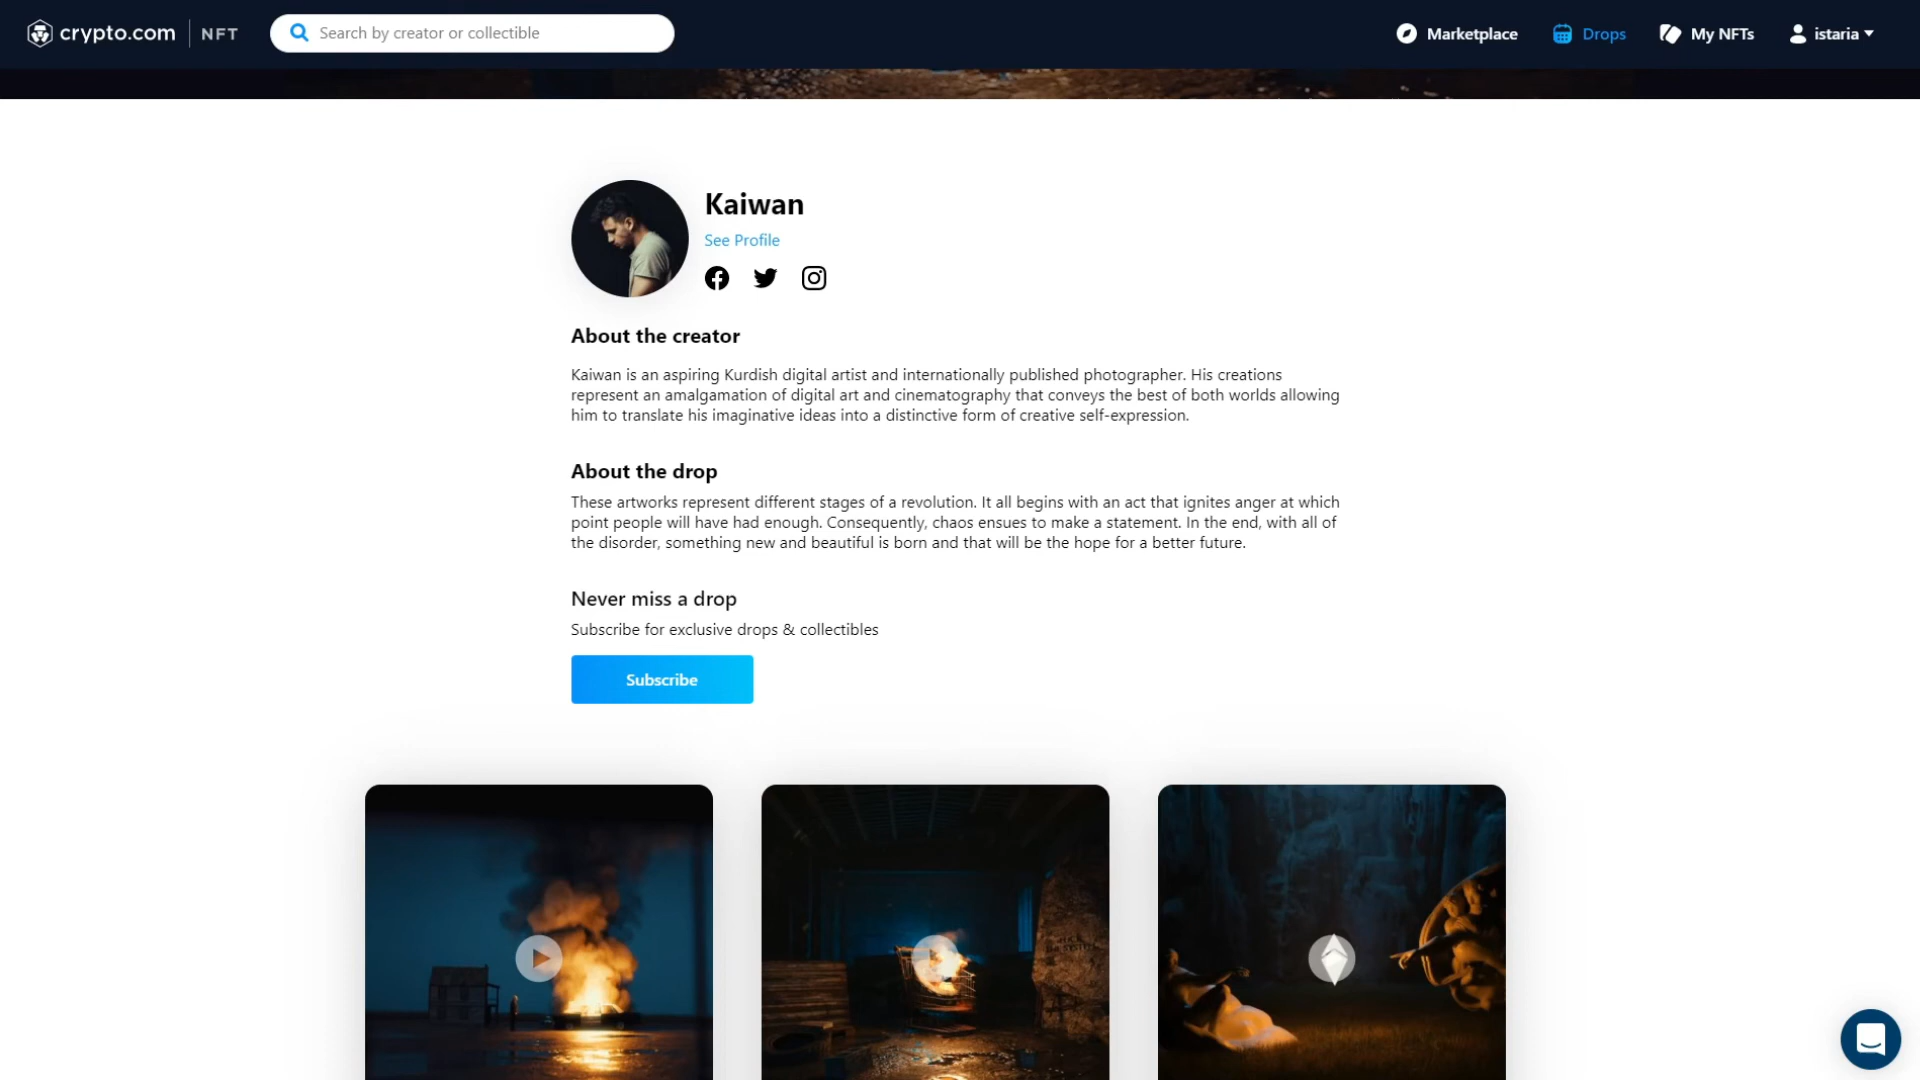 crypto.com NFT
Search by creator or collectible
Marketplace
Drops
My NFTs
istaria
Kaiwan
See Profile
About the creator
Kaiwan is an aspiring Kurdish digital artist and internationally published photographer. His creations
represent an amalgamation of digital art and cinematography that conveys the best of both worlds allowing
him to translate his imaginative ideas into a distinctive form of creative self-expression.
About the drop
These artworks represent different stages of a revolution. It all begins with an act that ignites anger at which
point people will have had enough. Consequently, chaos ensues to make a statement. In the end, with all of
the disorder, something new and beautiful is born and that will be the hope for a better future.
Never miss a drop
Subscribe for exclusive drops & collectibles
Subscribe